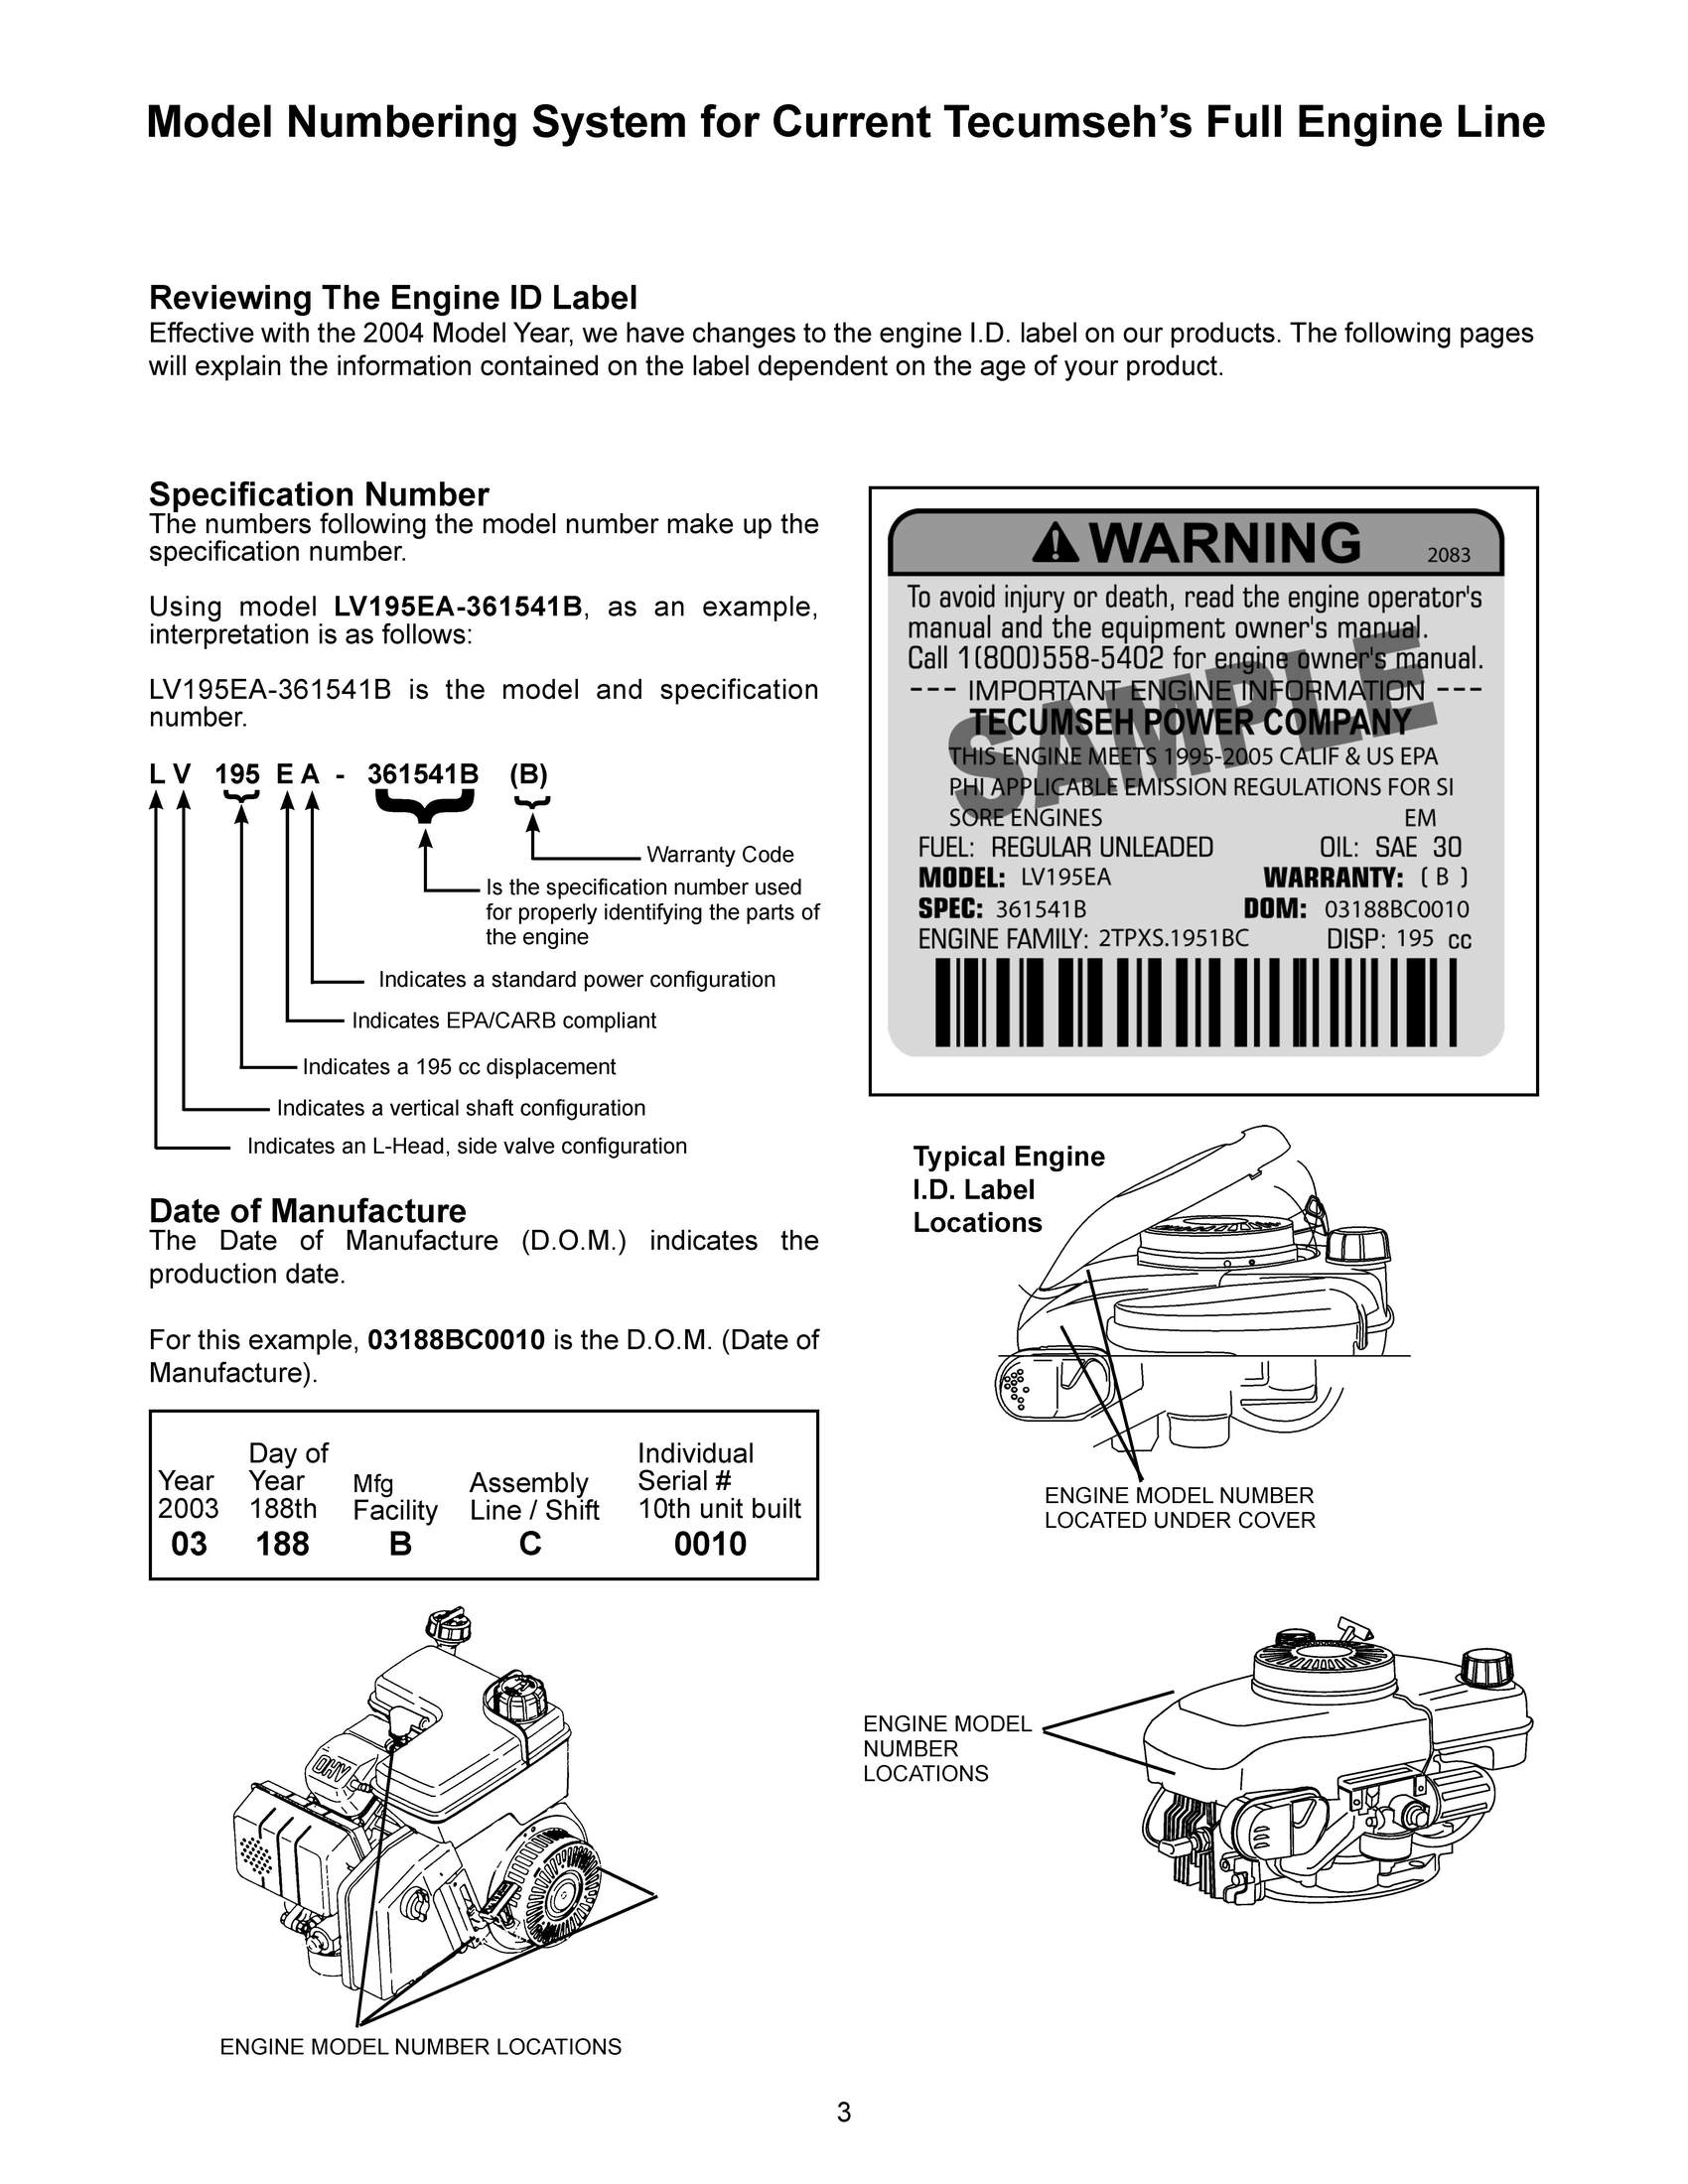 Model Numbering System for Current Tecumseh’s Full Engine Line
Reviewing The Engine ID Label
Effective with the 2004 Model Year, we have changes to the engine I.D. label on our products. The following pages
will explain the information contained on the label dependent on the age of your product.
Specification Number
The numbers following the model number make up the
specification number.
Using model LV195EA-361541B, as an example,
interpretation is as follows:
LV195EA-361541B is the model and specification
number.
L V 195 E A - 361541B (B)
Warranty Code
Is the specification number used
for properly identifying the parts of
the engine
Indicates a standard power configuration
Indicates EPA/CARB compliant
Indicates a 195 cc displacement
Indicates a vertical shaft configuration
Indicates an L-Head, side valve configuration
Date of Manufacture
The Date of Manufacture (D.O.M.) indicates the
production date.
For this example, 03188BC0010 is the D.O.M. (Date of
Manufacture).
Day of Individual
Year Year Mfg Assembly Serial #
2003 188th Facility Line / Shift 10th unit built
03 188 B C 0010
OHV
ENGINE MODEL NUMBER LOCATIONS
WARNING 2083
To avoid injury or death, read the engine operator's
manual and the equipment owner's manual.
Call 1(800)558-5402 for engine owner's manual.
--- IMPORTANT ENGINE INFORMATION ---
TECUMSEH POWER COMPANY
THIS ENGINE MEETS 1995-2005 CALIF & US EPA
PHI APPLICABLE EMISSION REGULATIONS FOR SI
SORE ENGINES EM
FUEL: REGULAR UNLEADED OIL: SAE 30
MODEL: LV195EA WARRANTY: ( B )
SPEC: 361541B DOM: 03188BC0010
ENGINE FAMILY: 2TPXS.1951BC DISP: 195 cc
SAMPLE
Typical Engine
I.D. Label
Locations
ENGINE MODEL NUMBER
LOCATED UNDER COVER
ENGINE MODEL
NUMBER
LOCATIONS
3